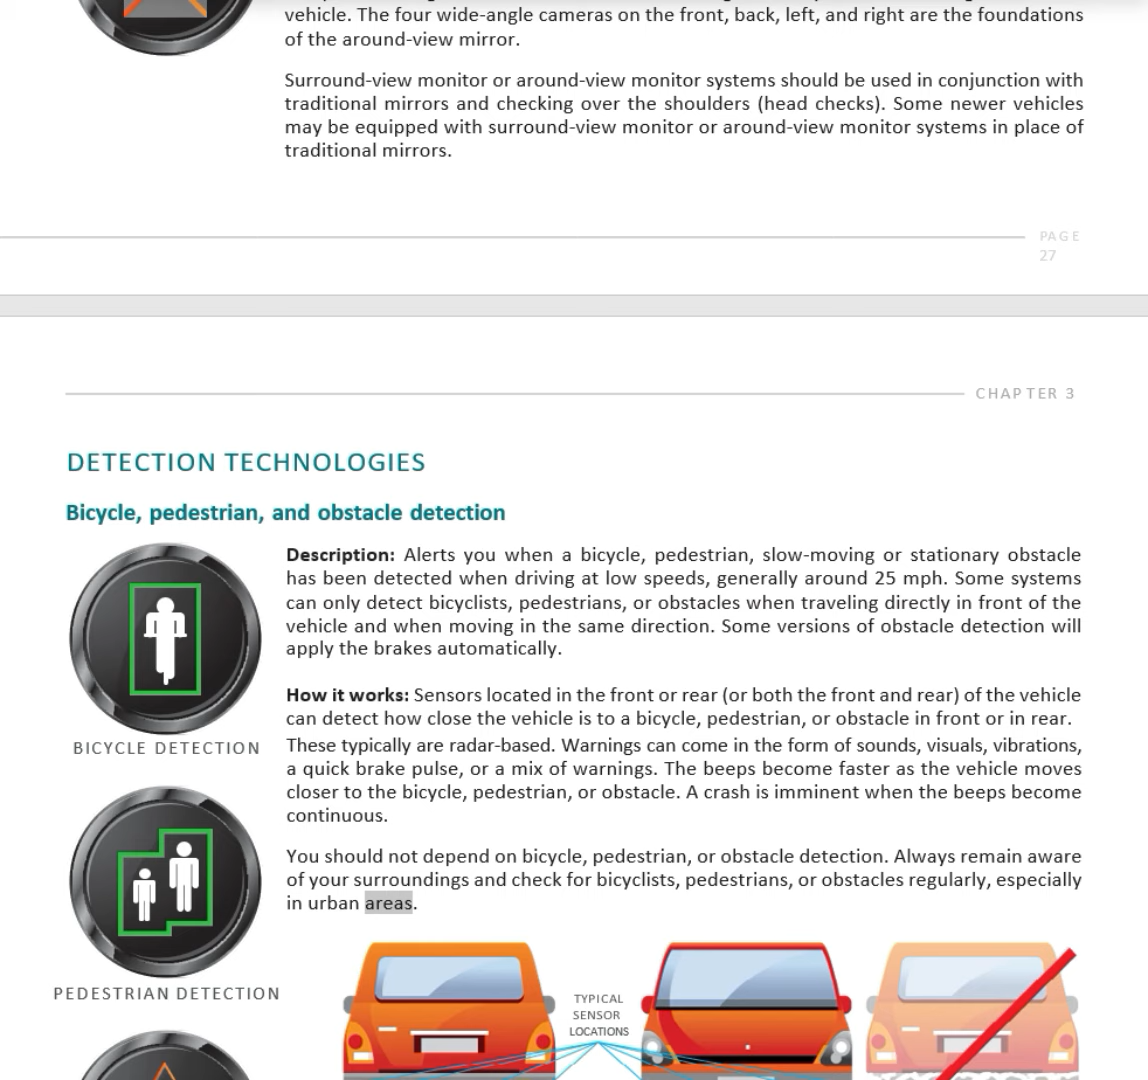 vehicle. The four wide-angle cameras on the front, back, left, and right are the foundations
of the around-view mirror.
Surround-view monitor or around-view monitor systems should be used in conjunction with
traditional mirrors and checking over the shoulders (head checks). Some newer vehicles
may be equipped with surround-view monitor or around-view monitor systems in place of
traditional mirrors.
PAGE
27
CHAPTER 3
DETECTION TECHNOLOGIES
Bicycle, pedestrian, and obstacle detection
Description: Alerts you when a bicycle, pedestrian, slow-moving or stationary obstacle
has been detected when driving at low speeds, generally around 25 mph. Some systems
can only detect bicyclists, pedestrians, or obstacles when traveling directly in front of the
vehicle and when moving in the same direction. Some versions of obstacle detection will
apply the brakes automatically.
How it works: Sensors located in the front or rear (or both the front and rear) of the vehicle
can detect how close the vehicle is to a bicycle, pedestrian, or obstacle in front or in rear.
These typically are radar-based. Warnings can come in the form of sounds, visuals, vibrations,
a quick brake pulse, or a mix of warnings. The beeps become faster as the vehicle moves
closer to the bicycle, pedestrian, or obstacle. A crash is imminent when the beeps become
continuous.
You should not depend on bicycle, pedestrian, or obstacle detection. Always remain aware
of your surroundings and check for bicyclists, pedestrians, or obstacles regularly, especially
in urban areas.
BICYCLE DETECTION
PEDESTRIAN DETECTION
TYPICAL
SENSOR
LOCATIONS